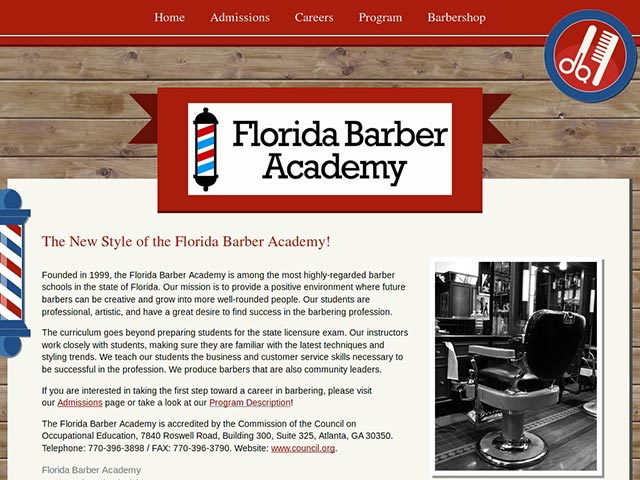 Home Admissions Careers Program Barbershop
Florida Barber
Academy
The New Style of the Florida Barber Academy!
Founded in 1999, the Florida Barber Academy is among the most highly-regarded barber
schools in the state of Florida. Our mission is to provide a positive environment where future
barbers can be creative and grow into more well-rounded people. Our students are
professional, artistic, and have a great desire to find success in the barbering profession.
The curriculum goes beyond preparing students for the state licensure exam. Our instructors
work closely with students, making sure they are familiar with the latest techniques and
styling trends. We teach our students the business and customer service skills necessary to
be successful in the profession. We produce barbers that are also community leaders.
If you are interested in taking the first step toward a career in barbering, please visit
our Admissions page or take a look at our Program Description!
The Florida Barber Academy is accredited by the Commission of the Council on
Occupational Education, 7840 Roswell Road, Building 300, Suite 325, Atlanta, GA 30350.
Telephone: 770-396-3898 / FAX: 770-396-3790. Website: www.council.org.
Florida Barber Academy